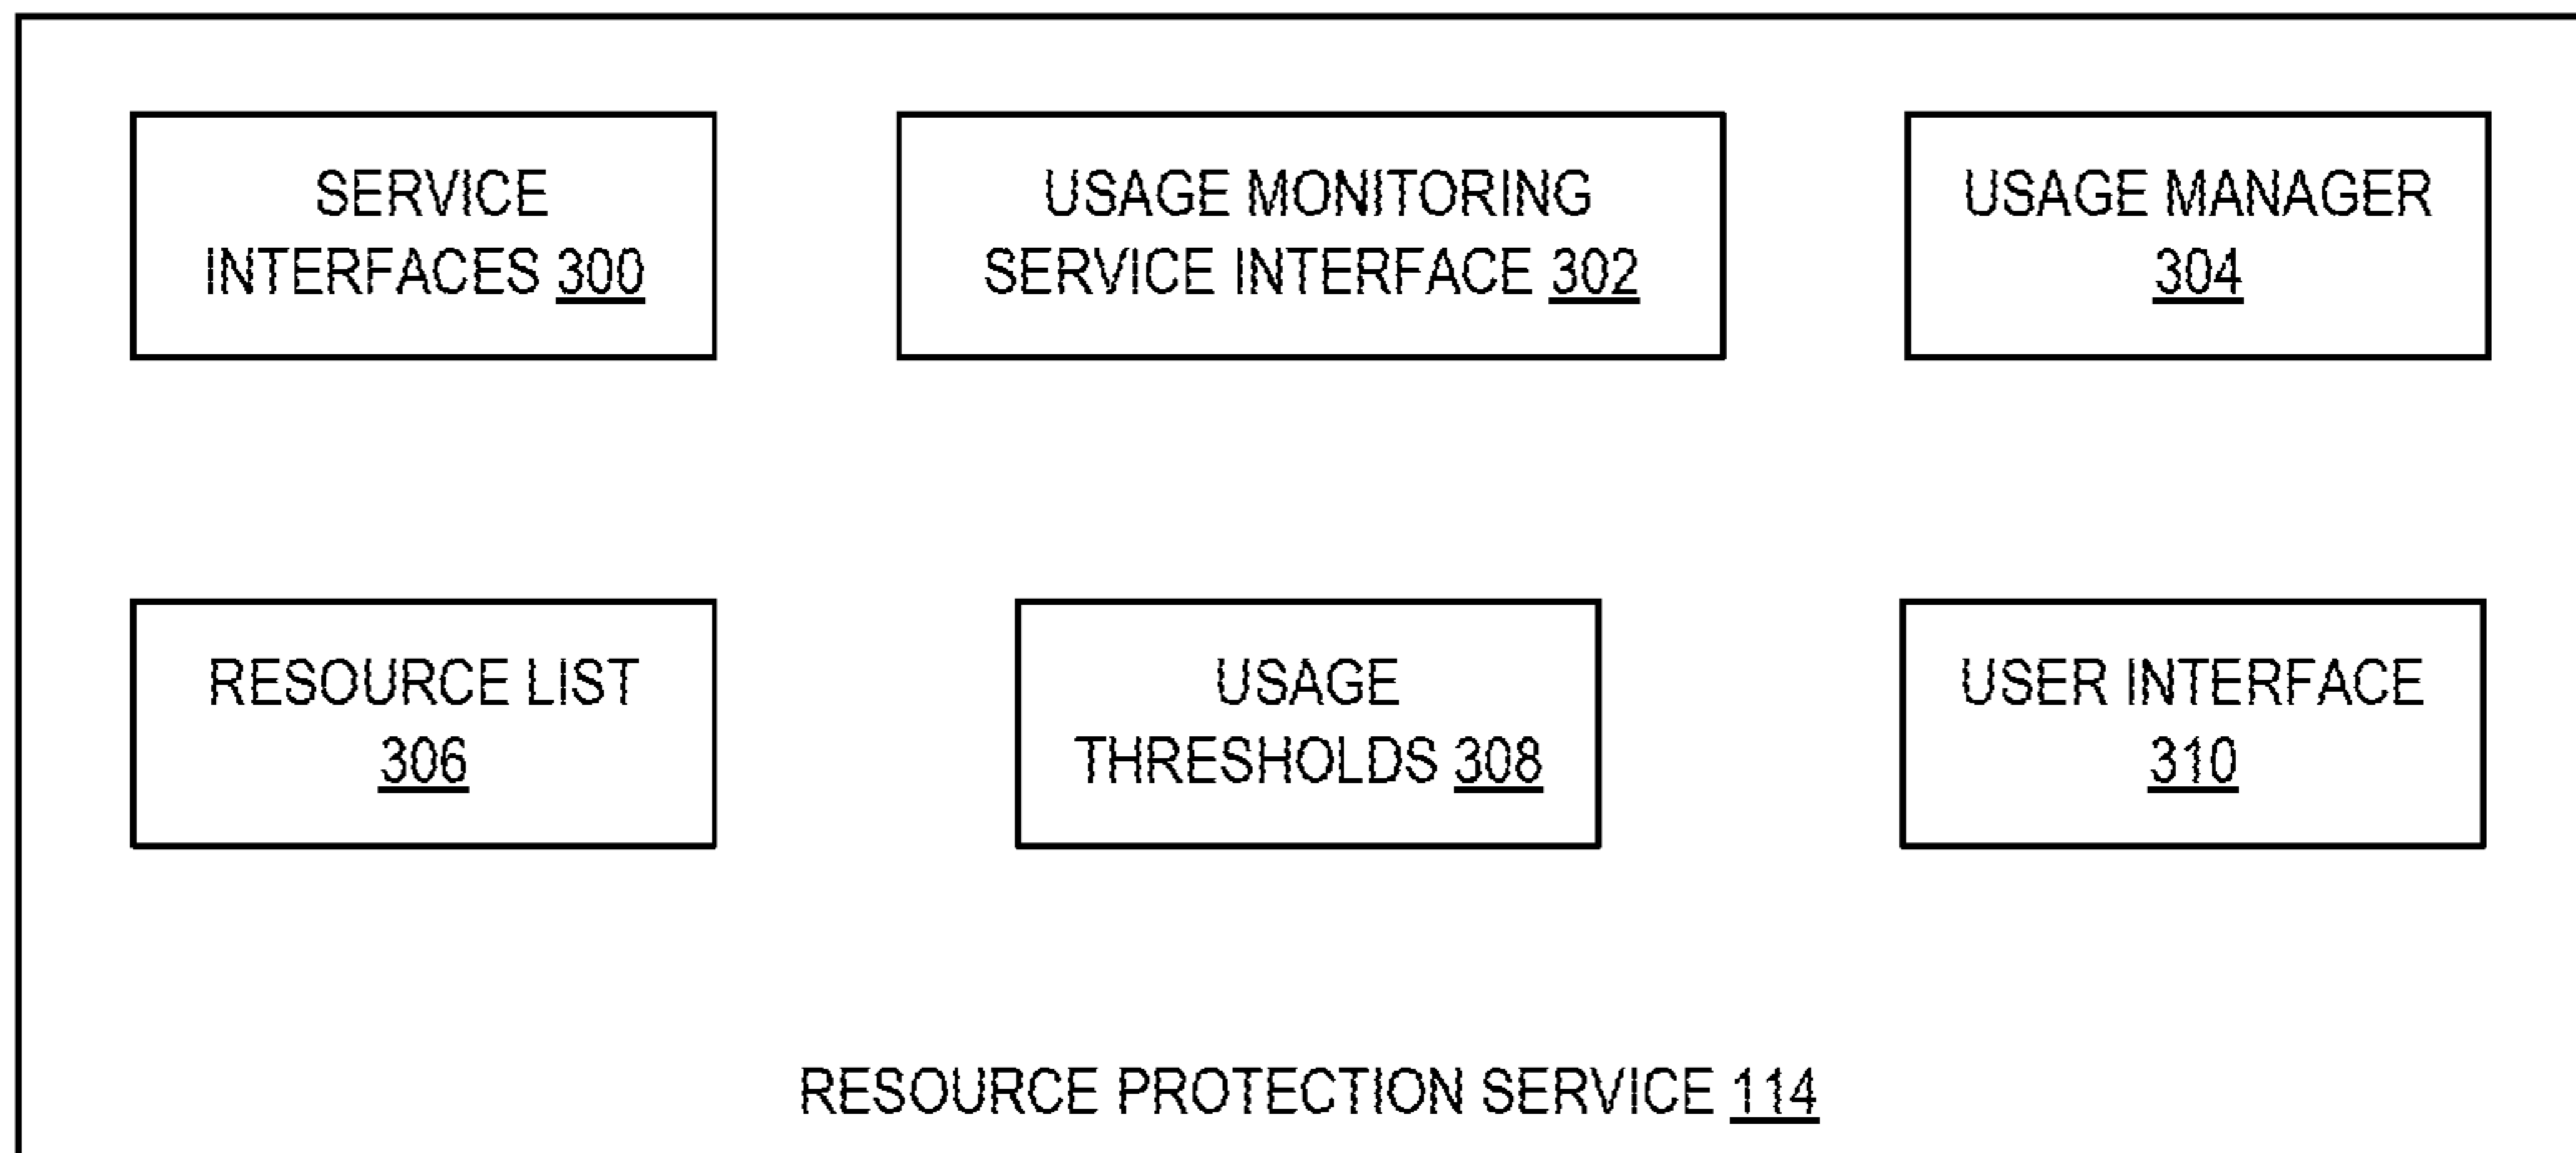 SERVICE
INTERFACES 300
USAGE MONITORING
SERVICE INTERFACE 302
USAGE MANAGER
304
RESOURCE LIST
306
USAGE
THRESHOLDS 308
USER INTERFACE
310
RESOURCE PROTECTION SERVICE 114